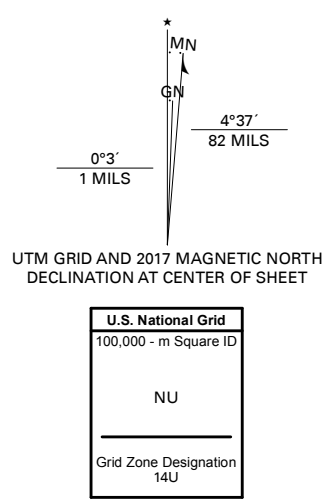 ★
MN
GN
4°37´
82 MILS
0°3´
1 MILS
UTM GRID AND 2017 MAGNETIC NORTH
DECLINATION AT CENTER OF SHEET
U.S. National Grid
100,000 - m Square ID
NU
Grid Zone Designation
14U